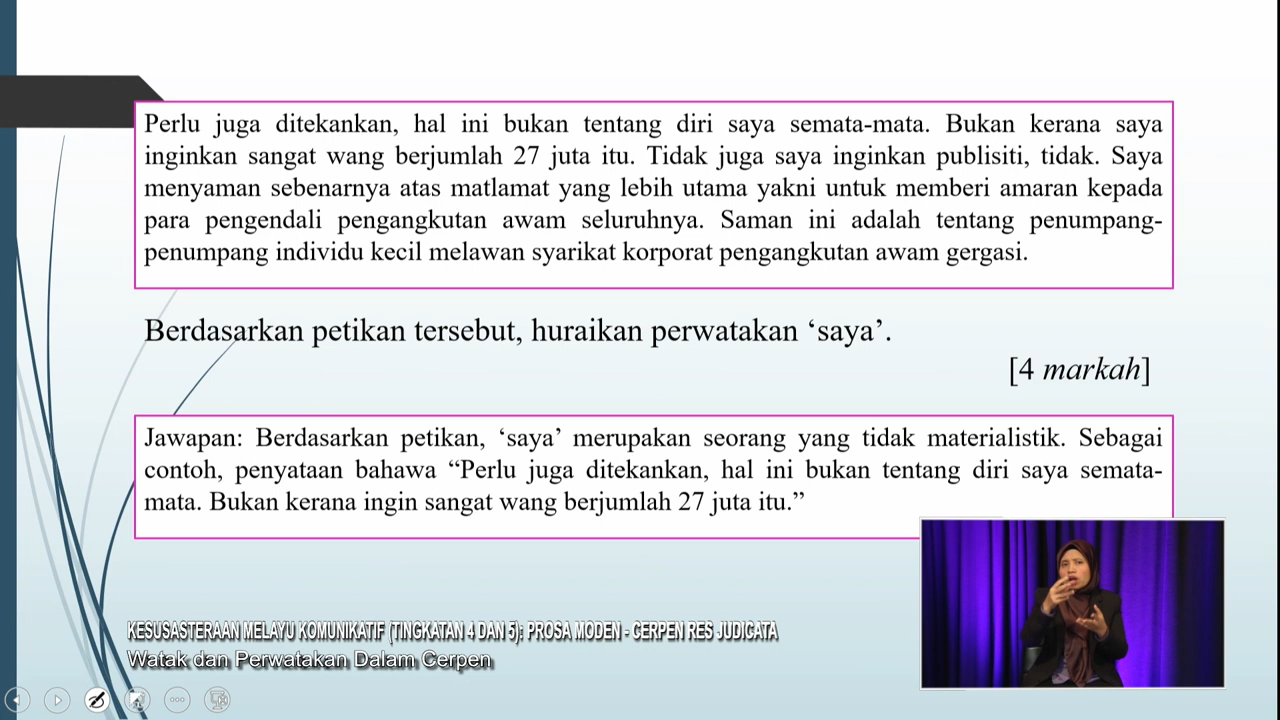 Perlu juga ditekankan, hal ini bukan tentang diri saya semata-mata. Bukan kerana saya
inginkan sangat wang berjumlah 27 juta itu. Tidak juga saya inginkan publisiti, tidak. Saya
menyaman sebenarnya atas matlamat yang lebih utama yakni untuk memberi amaran kepada
para pengendali pengangkutan awam seluruhnya. Saman ini adalah tentang penumpang-
penumpang individu kecil melawan syarikat korporat pengangkutan awam gergasi.
Berdasarkan petikan tersebut, huraikan perwatakan ‘saya’.
[4 markah]
Jawapan: Berdasarkan petikan, ‘saya’ merupakan seorang yang tidak materialistik. Sebagai
contoh, penyataan bahawa “Perlu juga ditekankan, hal ini bukan tentang diri saya semata-
mata. Bukan kerana ingin sangat wang berjumlah 27 juta itu.”
KESUSASTERAAN MELAYU KOMUNIKATIF (TINGKATAN 4 DAN 5): PROSA MODEN - CERPEN RES JUDICATA
Watak dan Perwatakan Dalam Cerpen